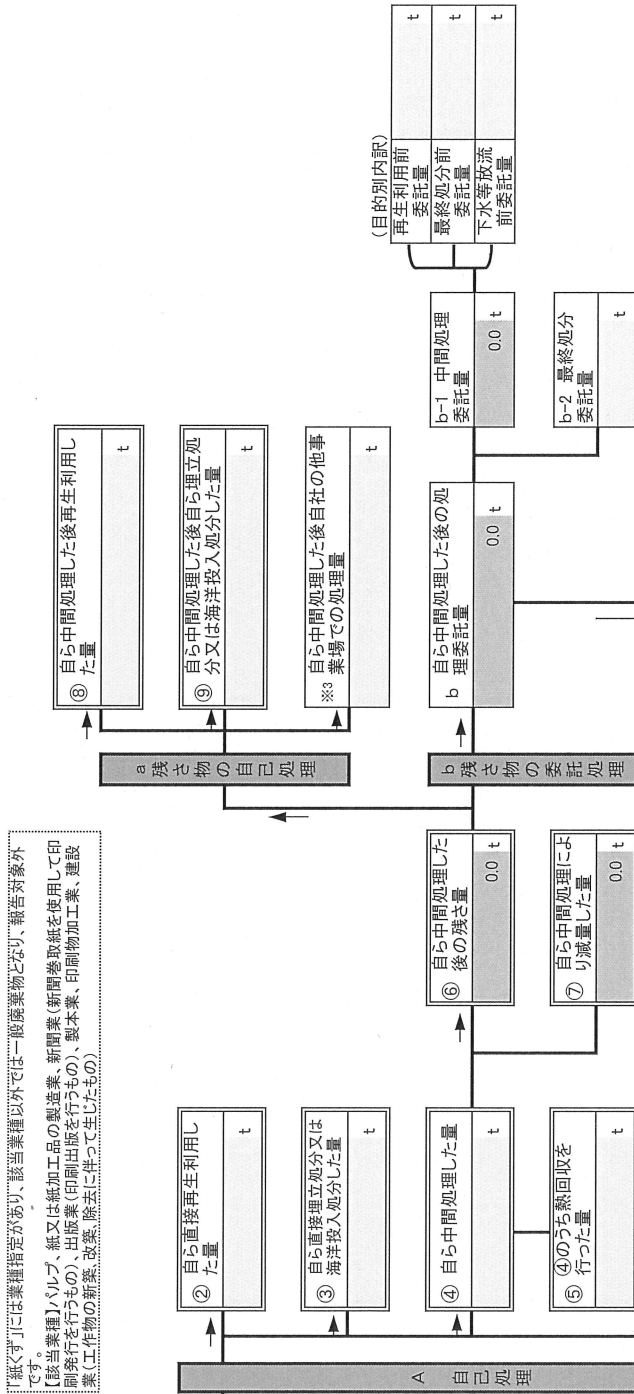 「紙くず」には業種指定があり、該当業種以外では一般廃棄物となり、報告対象外
です。
【該当業種】パルプ、紙又は紙加工品の製造業、新聞業(新聞巻取紙を使用して印
刷発行を行うもの)、出版業(印刷出版を行うもの)、製本業、印刷物加工業、建設
業(工作物の新築、改築、除去に伴って生じたもの)
A 自己処理
② 自ら直接再生利用し
た量
t
③ 自ら直接埋立処分又は
海洋投入処分した量
t
④ 自ら中間処理した量
t
⑤ ④のうち熱回収を
行った量
t
⑥ 自ら中間処理した
後の残さ量
0.0 t
⑦ 自ら中間処理によ
り減量した量
0.0 t
a 残さ物の自己処理
⑧ 自ら中間処理した後再生利用し
た量
t
⑨ 自ら中間処理した後自ら埋立処
分又は海洋投入処分した量
t
※3 自ら中間処理した後自社の他事
業場での処理量
t
b 残さ物の委託処理
b 自ら中間処理した後の処
理委託量
0.0 t
b-1 中間処理
委託量
0.0 t
b-2 最終処分
委託量
t
(目的別内訳)
再生利用前
委託量
t
最終処分前
委託量
t
下水等放流
前委託量
t